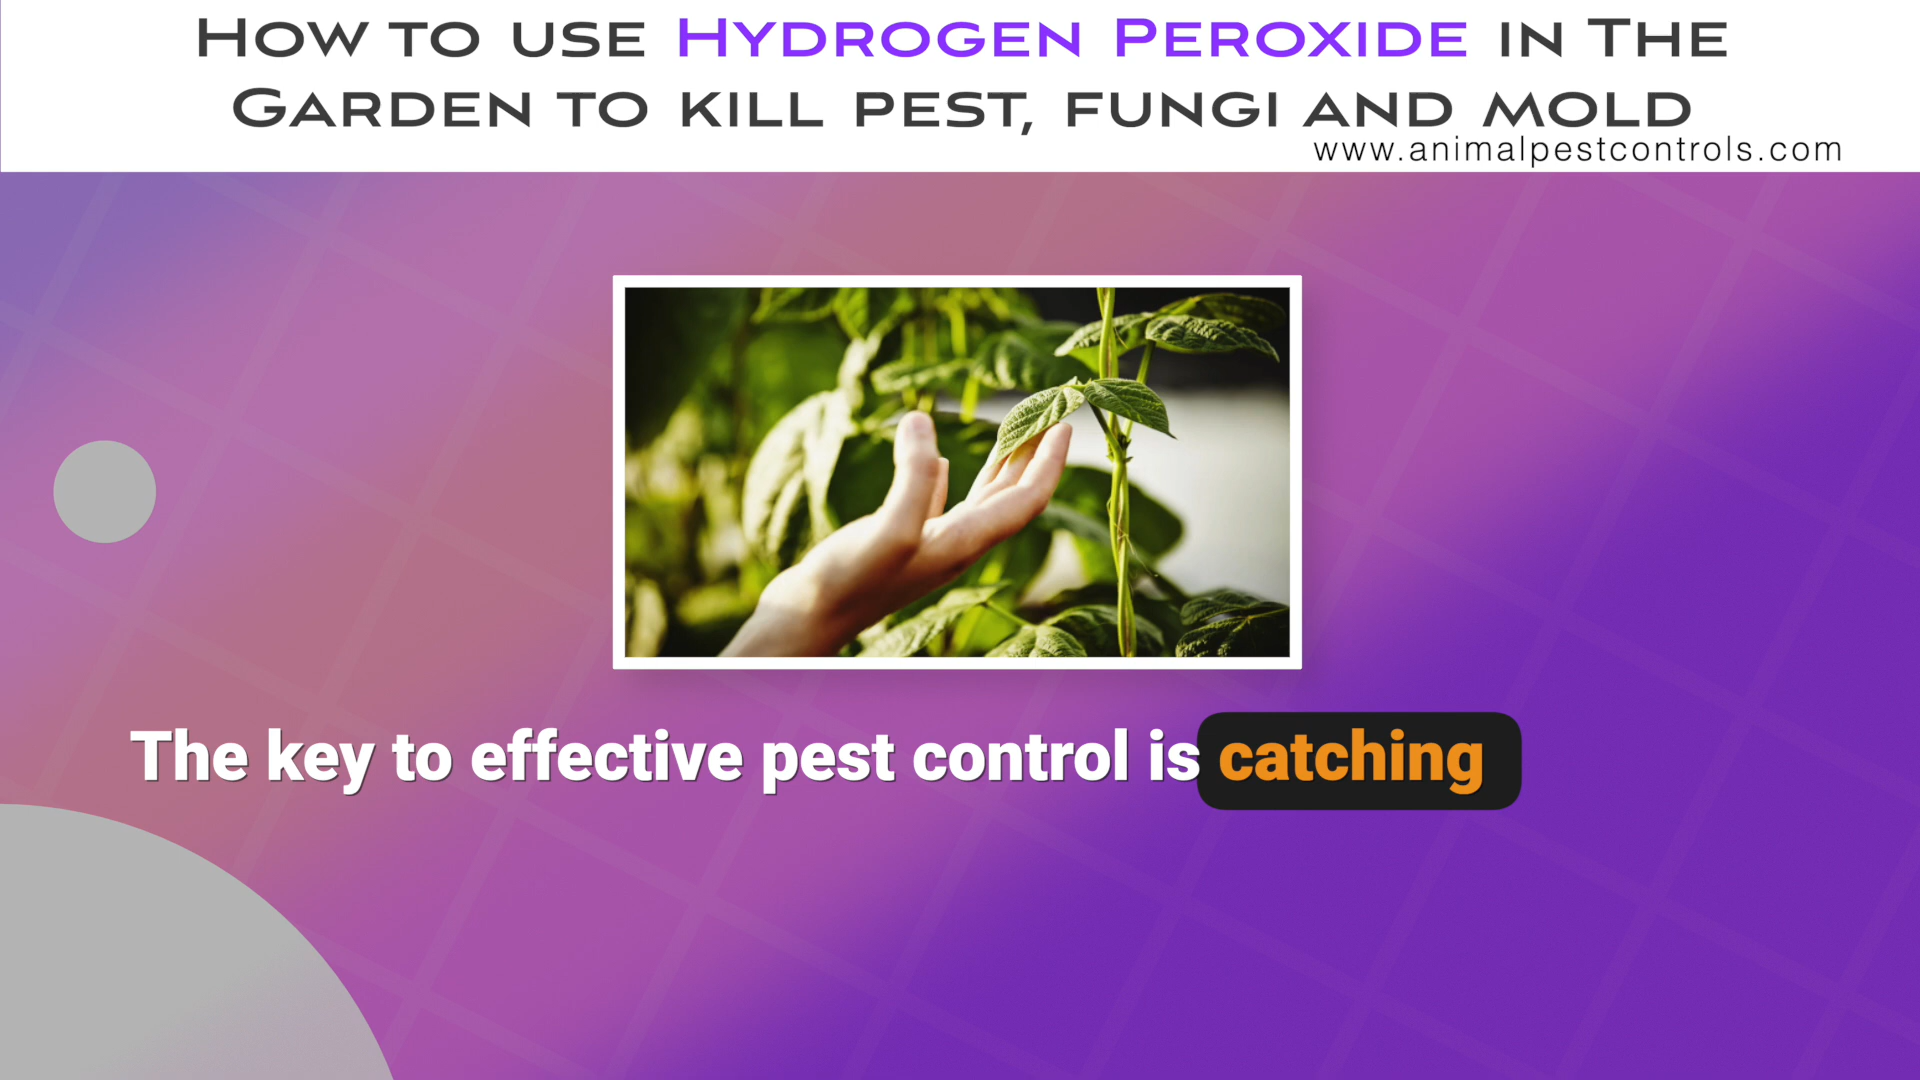 How to use Hydrogen Peroxide in The
Garden to kill pest, fungi and mold
www.animalpestcontrols.com
The key to effective pest control is catching